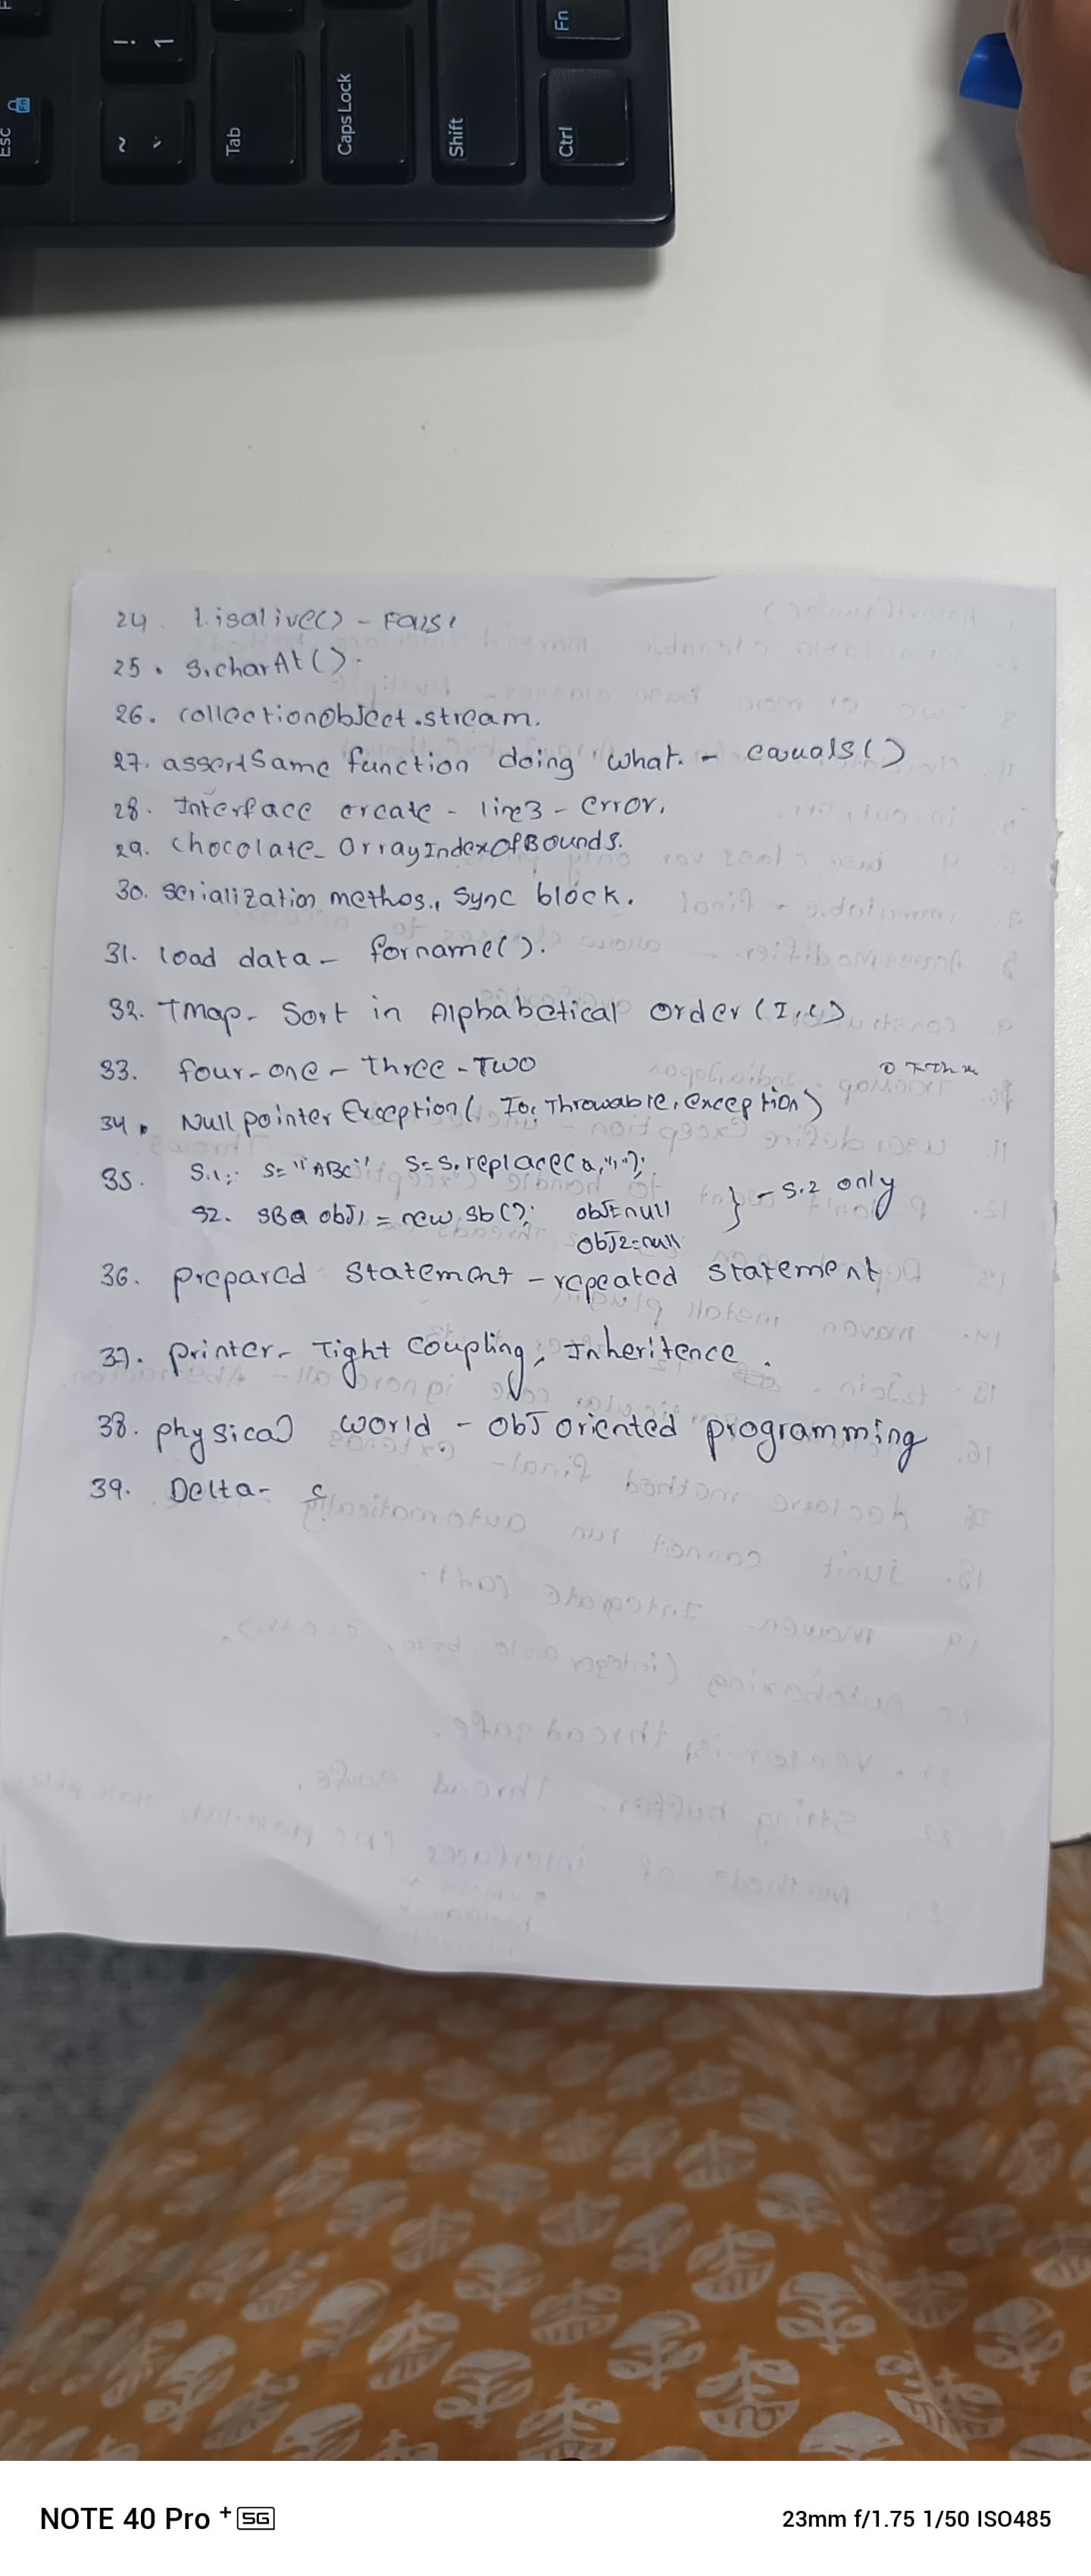 Esc
Fn
!
1
~
`
Tab
Caps Lock
Shift
Fn
Ctrl
24. t.isalive() - Fals
25. s.charAt().
26. collectionobject.stream.
27. assertSame function doing what. - equals()
28. Interface create - line3 - error.
29. chocolate- ArrayIndexOfBounds.
30. serialization methos., sync block.
31. load data - forname().
32. Tmap- Sort in Alphabetical order (I, c)
33. four-one-three-Two
34. Null pointer Exception( Io, Throwable, exception)
35. S.1;. S="ABC" S=S.replace(a,
S2. SBa obj1 = new sb(); obj=null } - S.2 only
obj2=null
36. prepared statement - repeated statement
37. printer- Tight coupling, Inheritence.
38. physical world - obj oriented programming
39. Delta- c
NOTE 40 Pro+ 5G
23mm f/1.75 1/50 ISO485